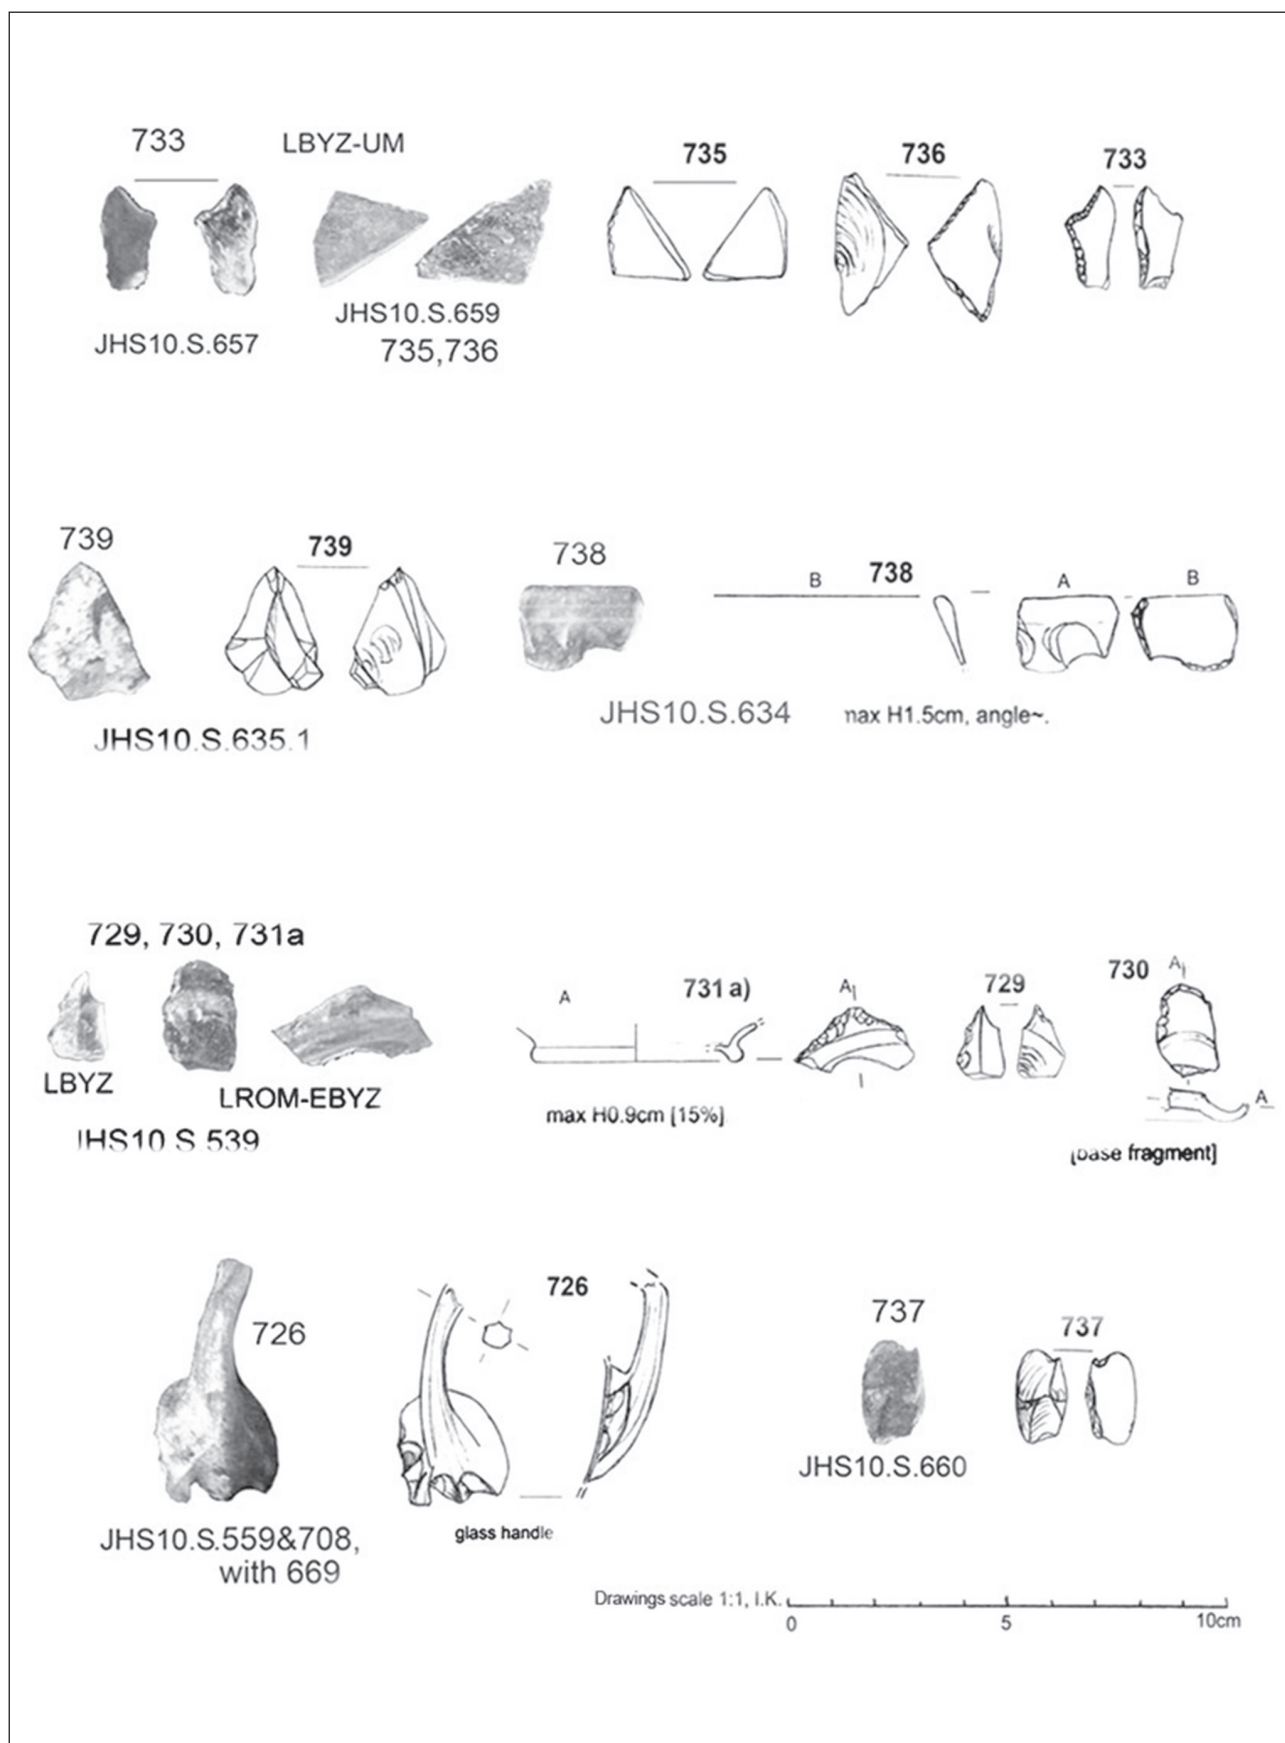 733
LBYZ-UM
735
736
733
JHS10.S.657
JHS10.S.659
735,736
739
739
738
B
738
A
B
JHS10.S.635.1
JHS10.S.634
max H1.5cm, angle~.
729, 730, 731a
A
731 a)
A
729
730
A
LBYZ
LROM-EBYZ
JHS10 S 539
max H0.9cm [15%]
A
[base fragment]
726
726
737
737
JHS10.S.660
JHS10.S.559&708,
with 669
glass handle
Drawings scale 1:1, I.K.
0
5
10cm